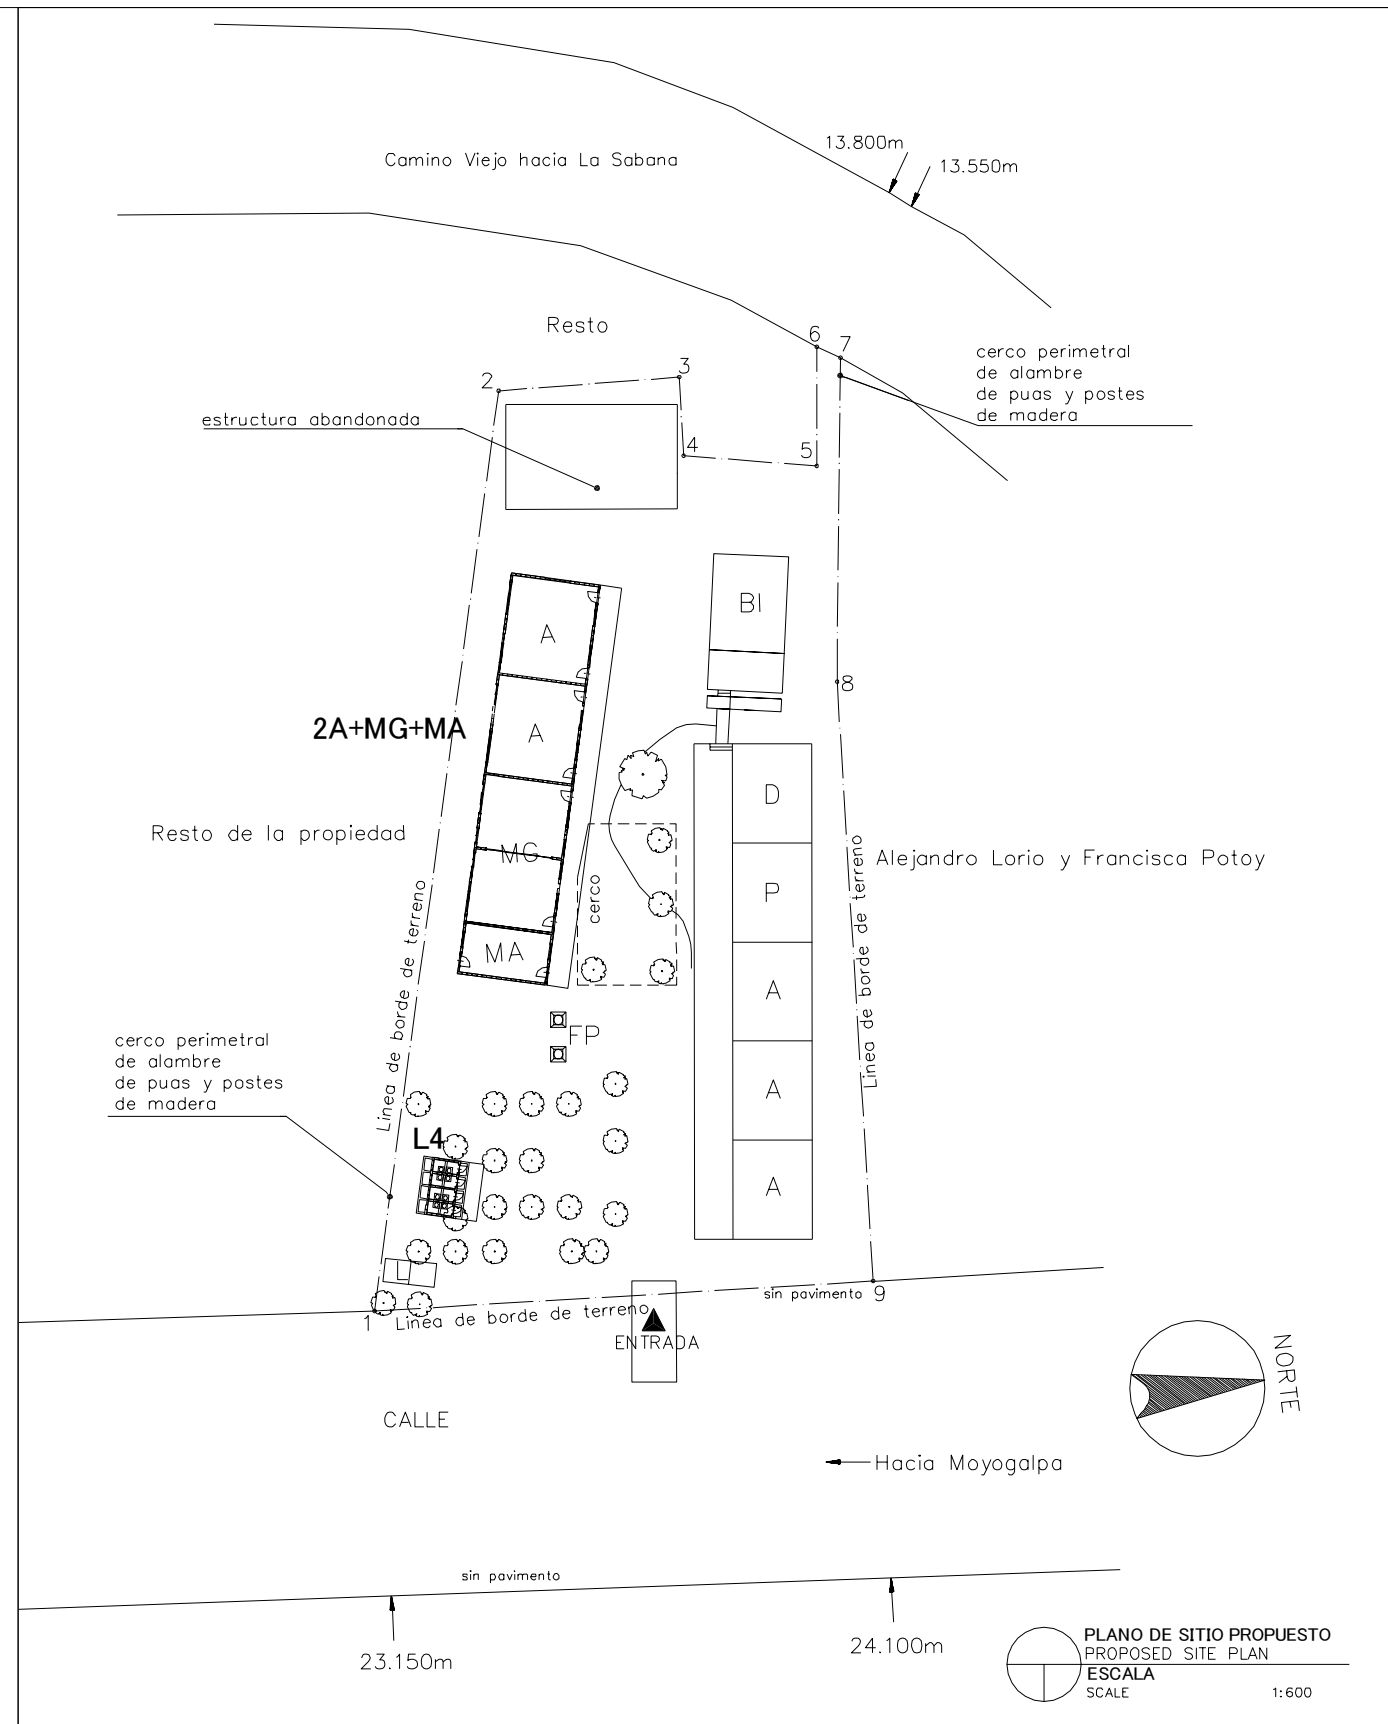 13.800m
Camino Viejo hacia La Sabana
13.550m
Resto
6
7
cerco perimetral
de alambre
de puas y postes
de madera
2
3
estructura abandonada
4
5
BI
A
8
2A+MG+MA
A
D
Resto de la propiedad
MG
Linea de borde de terreno
Alejandro Lorio y Francisca Potoy
cerco
P
Linea de borde de terreno
MA
A
FP
cerco perimetral
de alambre
de puas y postes
de madera
A
L4
A
L
sin pavimento
9
1
Linea de borde de terreno
ENTRADA
NORTE
CALLE
Hacia Moyogalpa
sin pavimento
23.150m
24.100m
PLANO DE SITIO PROPUESTO
PROPOSED SITE PLAN
ESCALA
SCALE 1:600